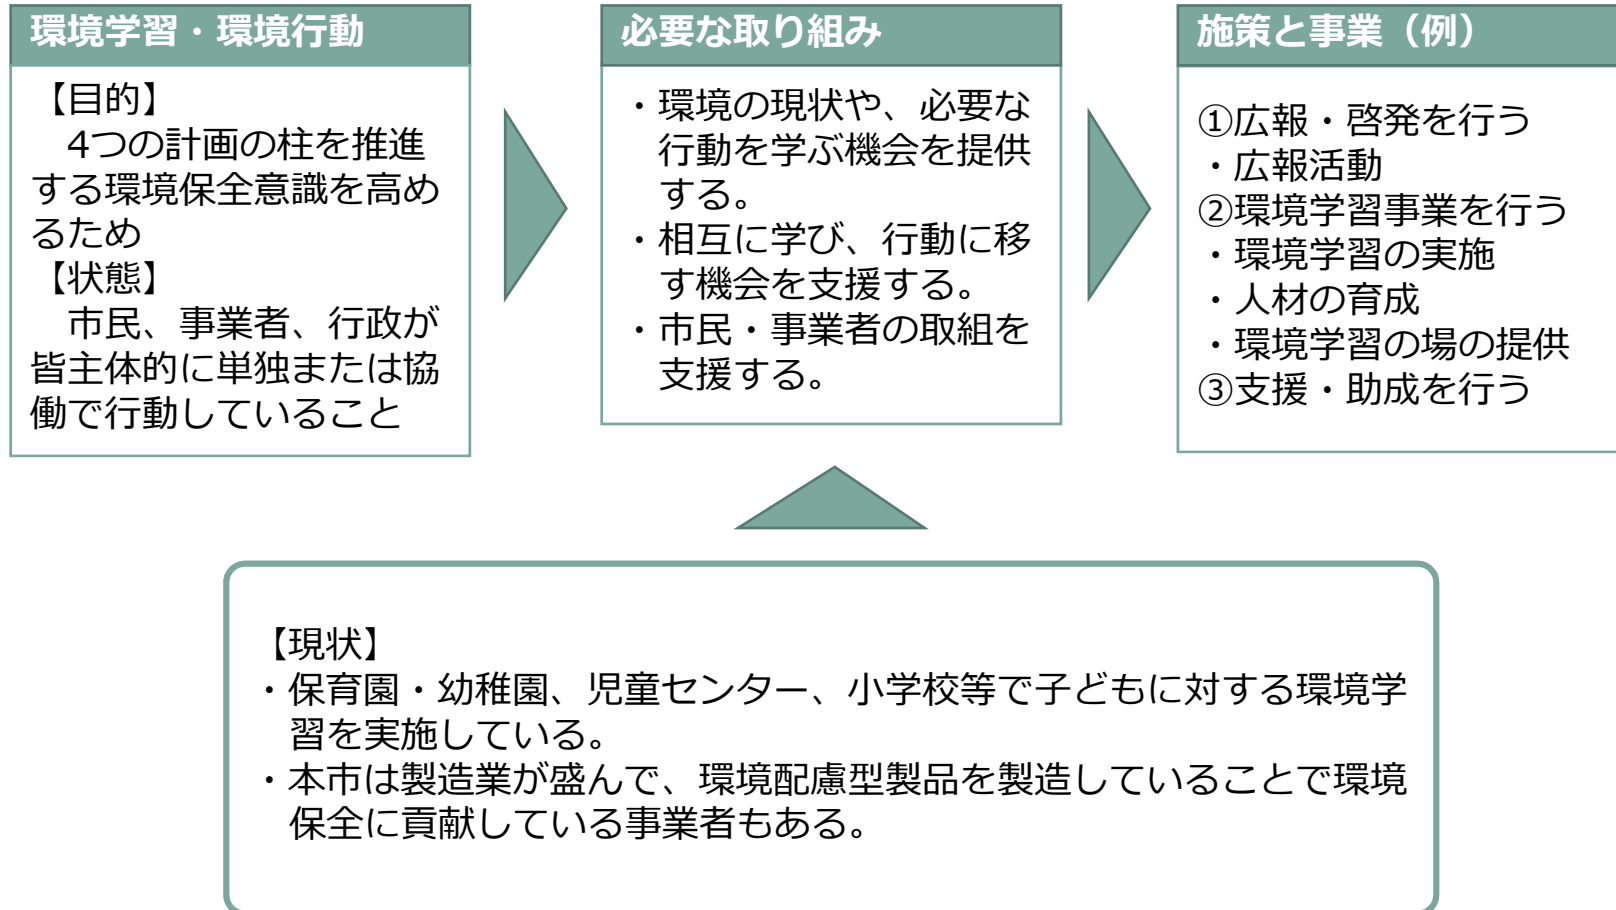 環境学習・環境行動
【目的】
4つの計画の柱を推進
する環境保全意識を高め
るため
【状態】
市民、事業者、行政が
皆主体的に単独または協
働で行動していること
必要な取り組み
・環境の現状や、必要な
行動を学ぶ機会を提供
する。
・相互に学び、行動に移
す機会を支援する。
・市民・事業者の取組を
支援する。
施策と事業（例）
①広報・啓発を行う
・広報活動
②環境学習事業を行う
・環境学習の実施
・人材の育成
・環境学習の場の提供
③支援・助成を行う
【現状】
・保育園・幼稚園、児童センター、小学校等で子どもに対する環境学
習を実施している。
・本市は製造業が盛んで、環境配慮型製品を製造していることで環境
保全に貢献している事業者もある。